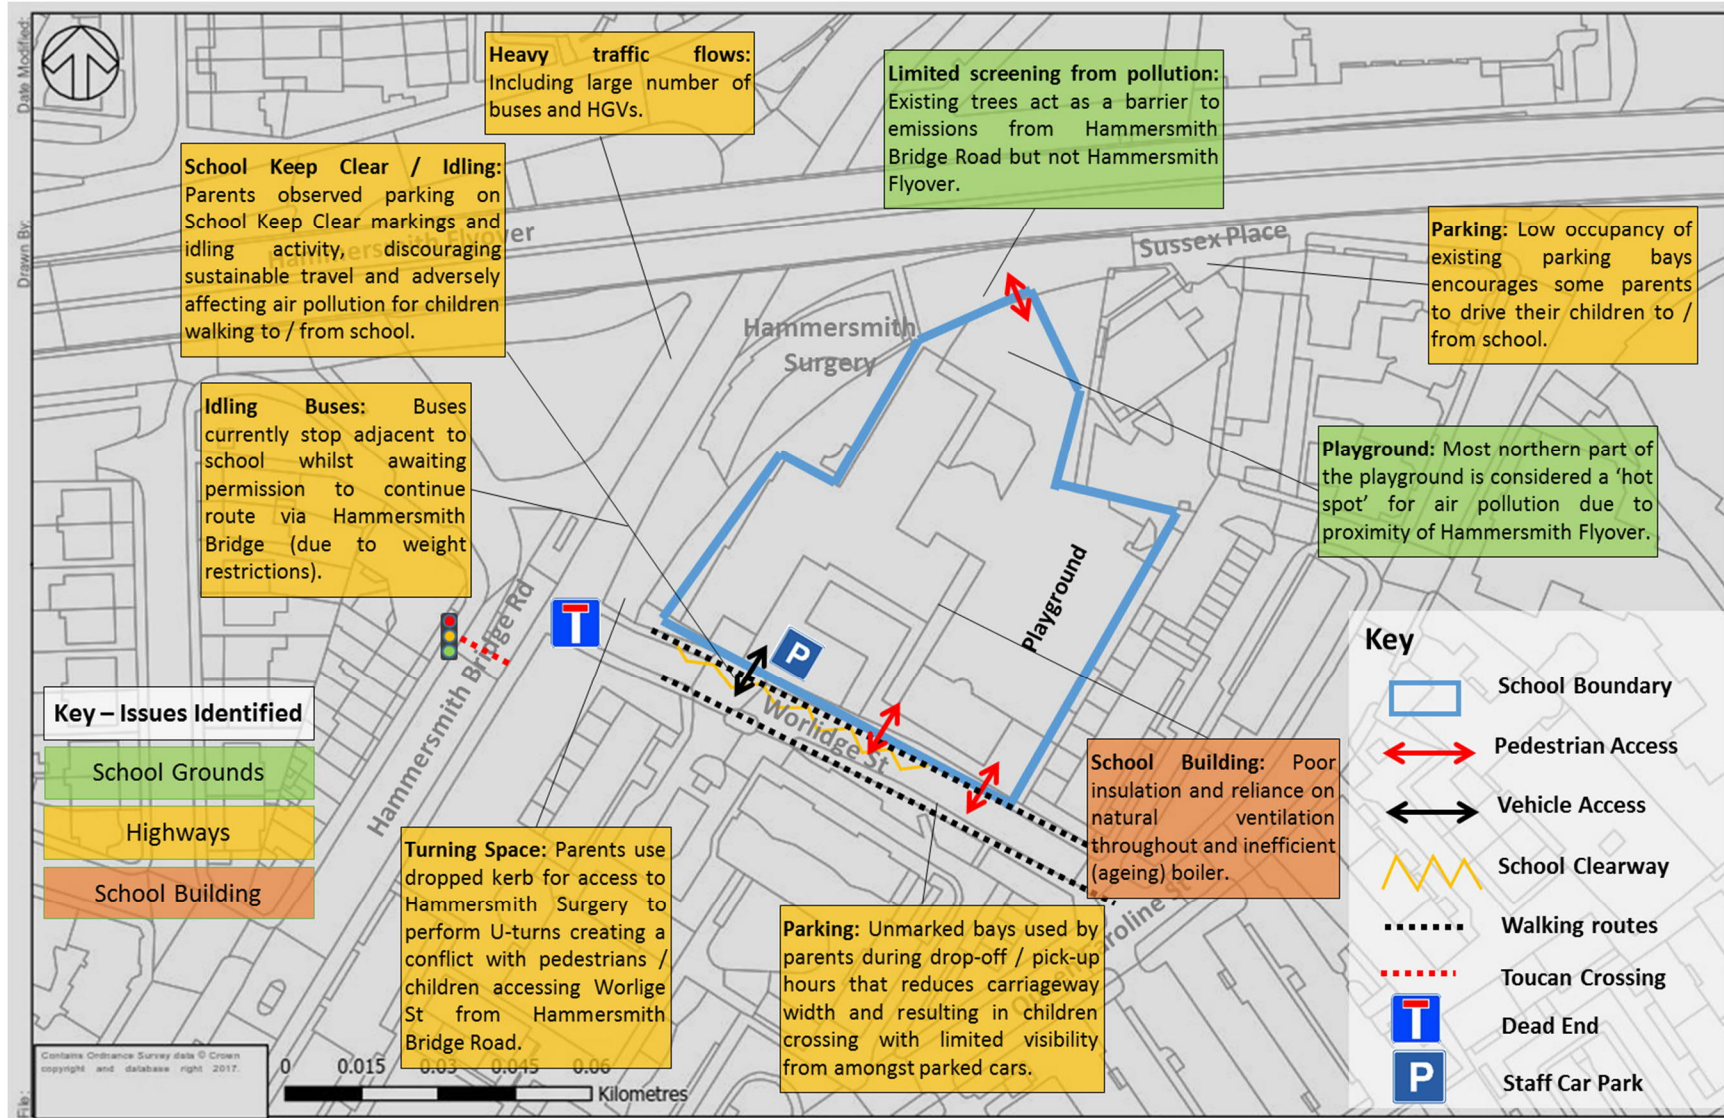 Date Modified:
Drawn By:
File:
Heavy traffic flows:
Including large number of
buses and HGVs.
Limited screening from pollution:
Existing trees act as a barrier to
emissions from Hammersmith
Bridge Road but not Hammersmith
Flyover.
School Keep Clear / Idling:
Parents observed parking on
School Keep Clear markings and
idling activity, discouraging
sustainable travel and adversely
affecting air pollution for children
walking to / from school.
Hammersmith Flyover
Sussex Place
Parking: Low occupancy of
existing parking bays
encourages some parents
to drive their children to /
from school.
Hammersmith
Surgery
Idling Buses: Buses
currently stop adjacent to
school whilst awaiting
permission to continue
route via Hammersmith
Bridge (due to weight
restrictions).
Playground: Most northern part of
the playground is considered a ‘hot
spot’ for air pollution due to
proximity of Hammersmith Flyover.
Playground
Hammersmith Bridge Rd
T
P
Worlidge St
Key – Issues Identified
School Grounds
Highways
School Building
Turning Space: Parents use
dropped kerb for access to
Hammersmith Surgery to
perform U-turns creating a
conflict with pedestrians /
children accessing Worlige
St from Hammersmith
Bridge Road.
School Building: Poor
insulation and reliance on
natural ventilation
throughout and inefficient
(ageing) boiler.
Parking: Unmarked bays used by
parents during drop-off / pick-up
hours that reduces carriageway
width and resulting in children
crossing with limited visibility
from amongst parked cars.
Key
School Boundary
Pedestrian Access
Vehicle Access
School Clearway
Walking routes
Toucan Crossing
T
Dead End
P
Staff Car Park
Contains Ordnance Survey data © Crown
copyright and database right 2017.
0 0.015 0.03 0.045 0.06
Kilometres